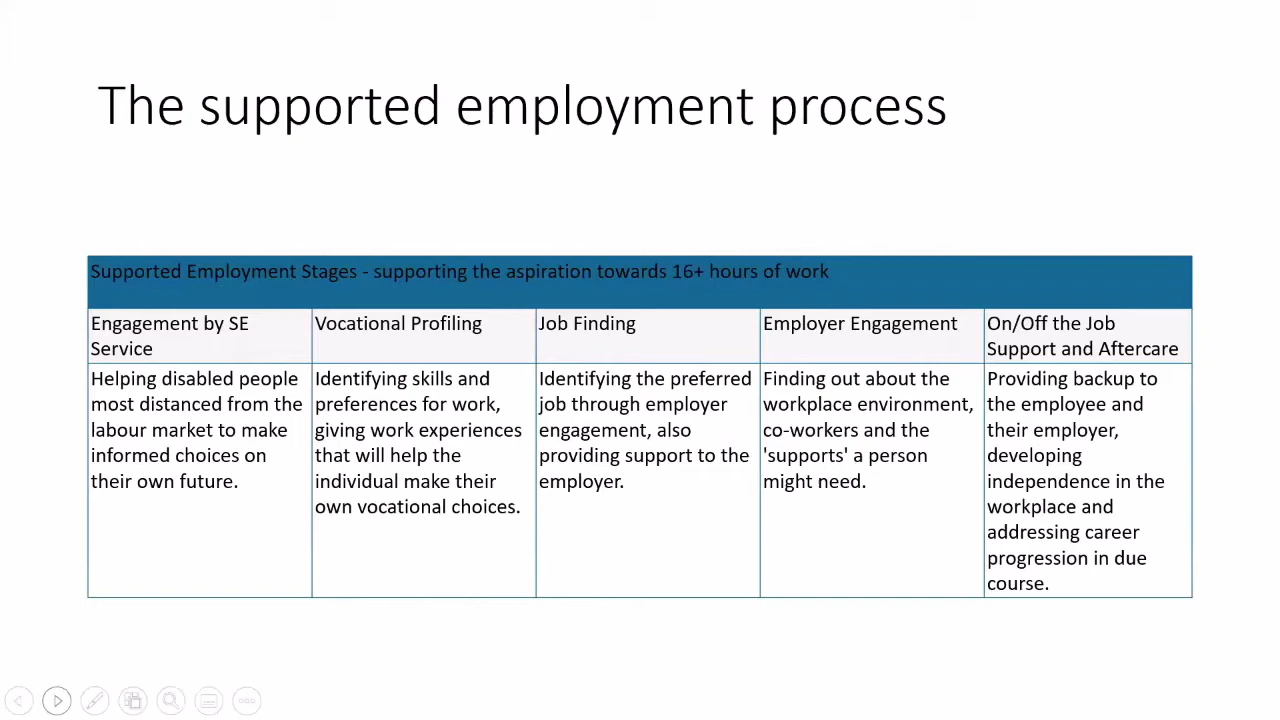 The supported employment process
Supported Employment Stages - supporting the aspiration towards 16+ hours of work
Engagement by SE
Service
Vocational Profiling
Job Finding
Employer Engagement
On/Off the Job
Support and Aftercare
Helping disabled people
most distanced from the
labour market to make
informed choices on
their own future.
Identifying skills and
preferences for work,
giving work experiences
that will help the
individual make their
own vocational choices.
Identifying the preferred
job through employer
engagement, also
providing support to the
employer.
Finding out about the
workplace environment,
co-workers and the
'supports' a person
might need.
Providing backup to
the employee and
their employer,
developing
independence in the
workplace and
addressing career
progression in due
course.